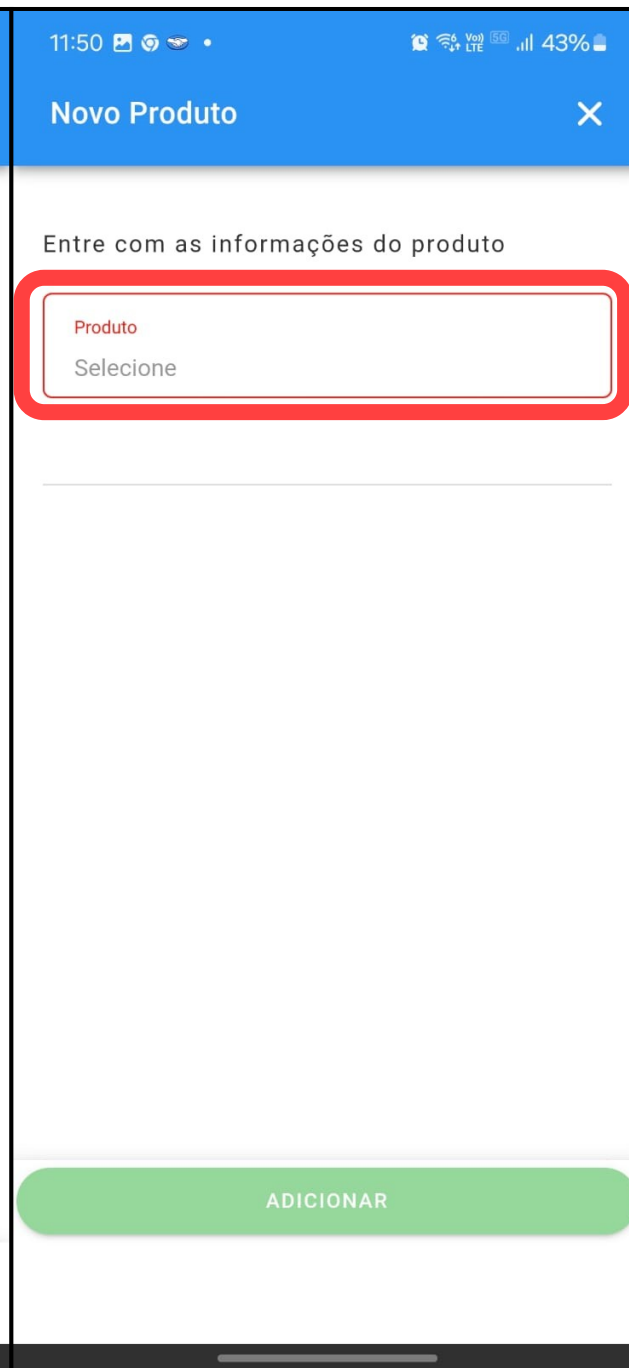 11:50 43%
Novo Produto
Entre com as informações do produto
Produto
Selecione
ADICIONAR